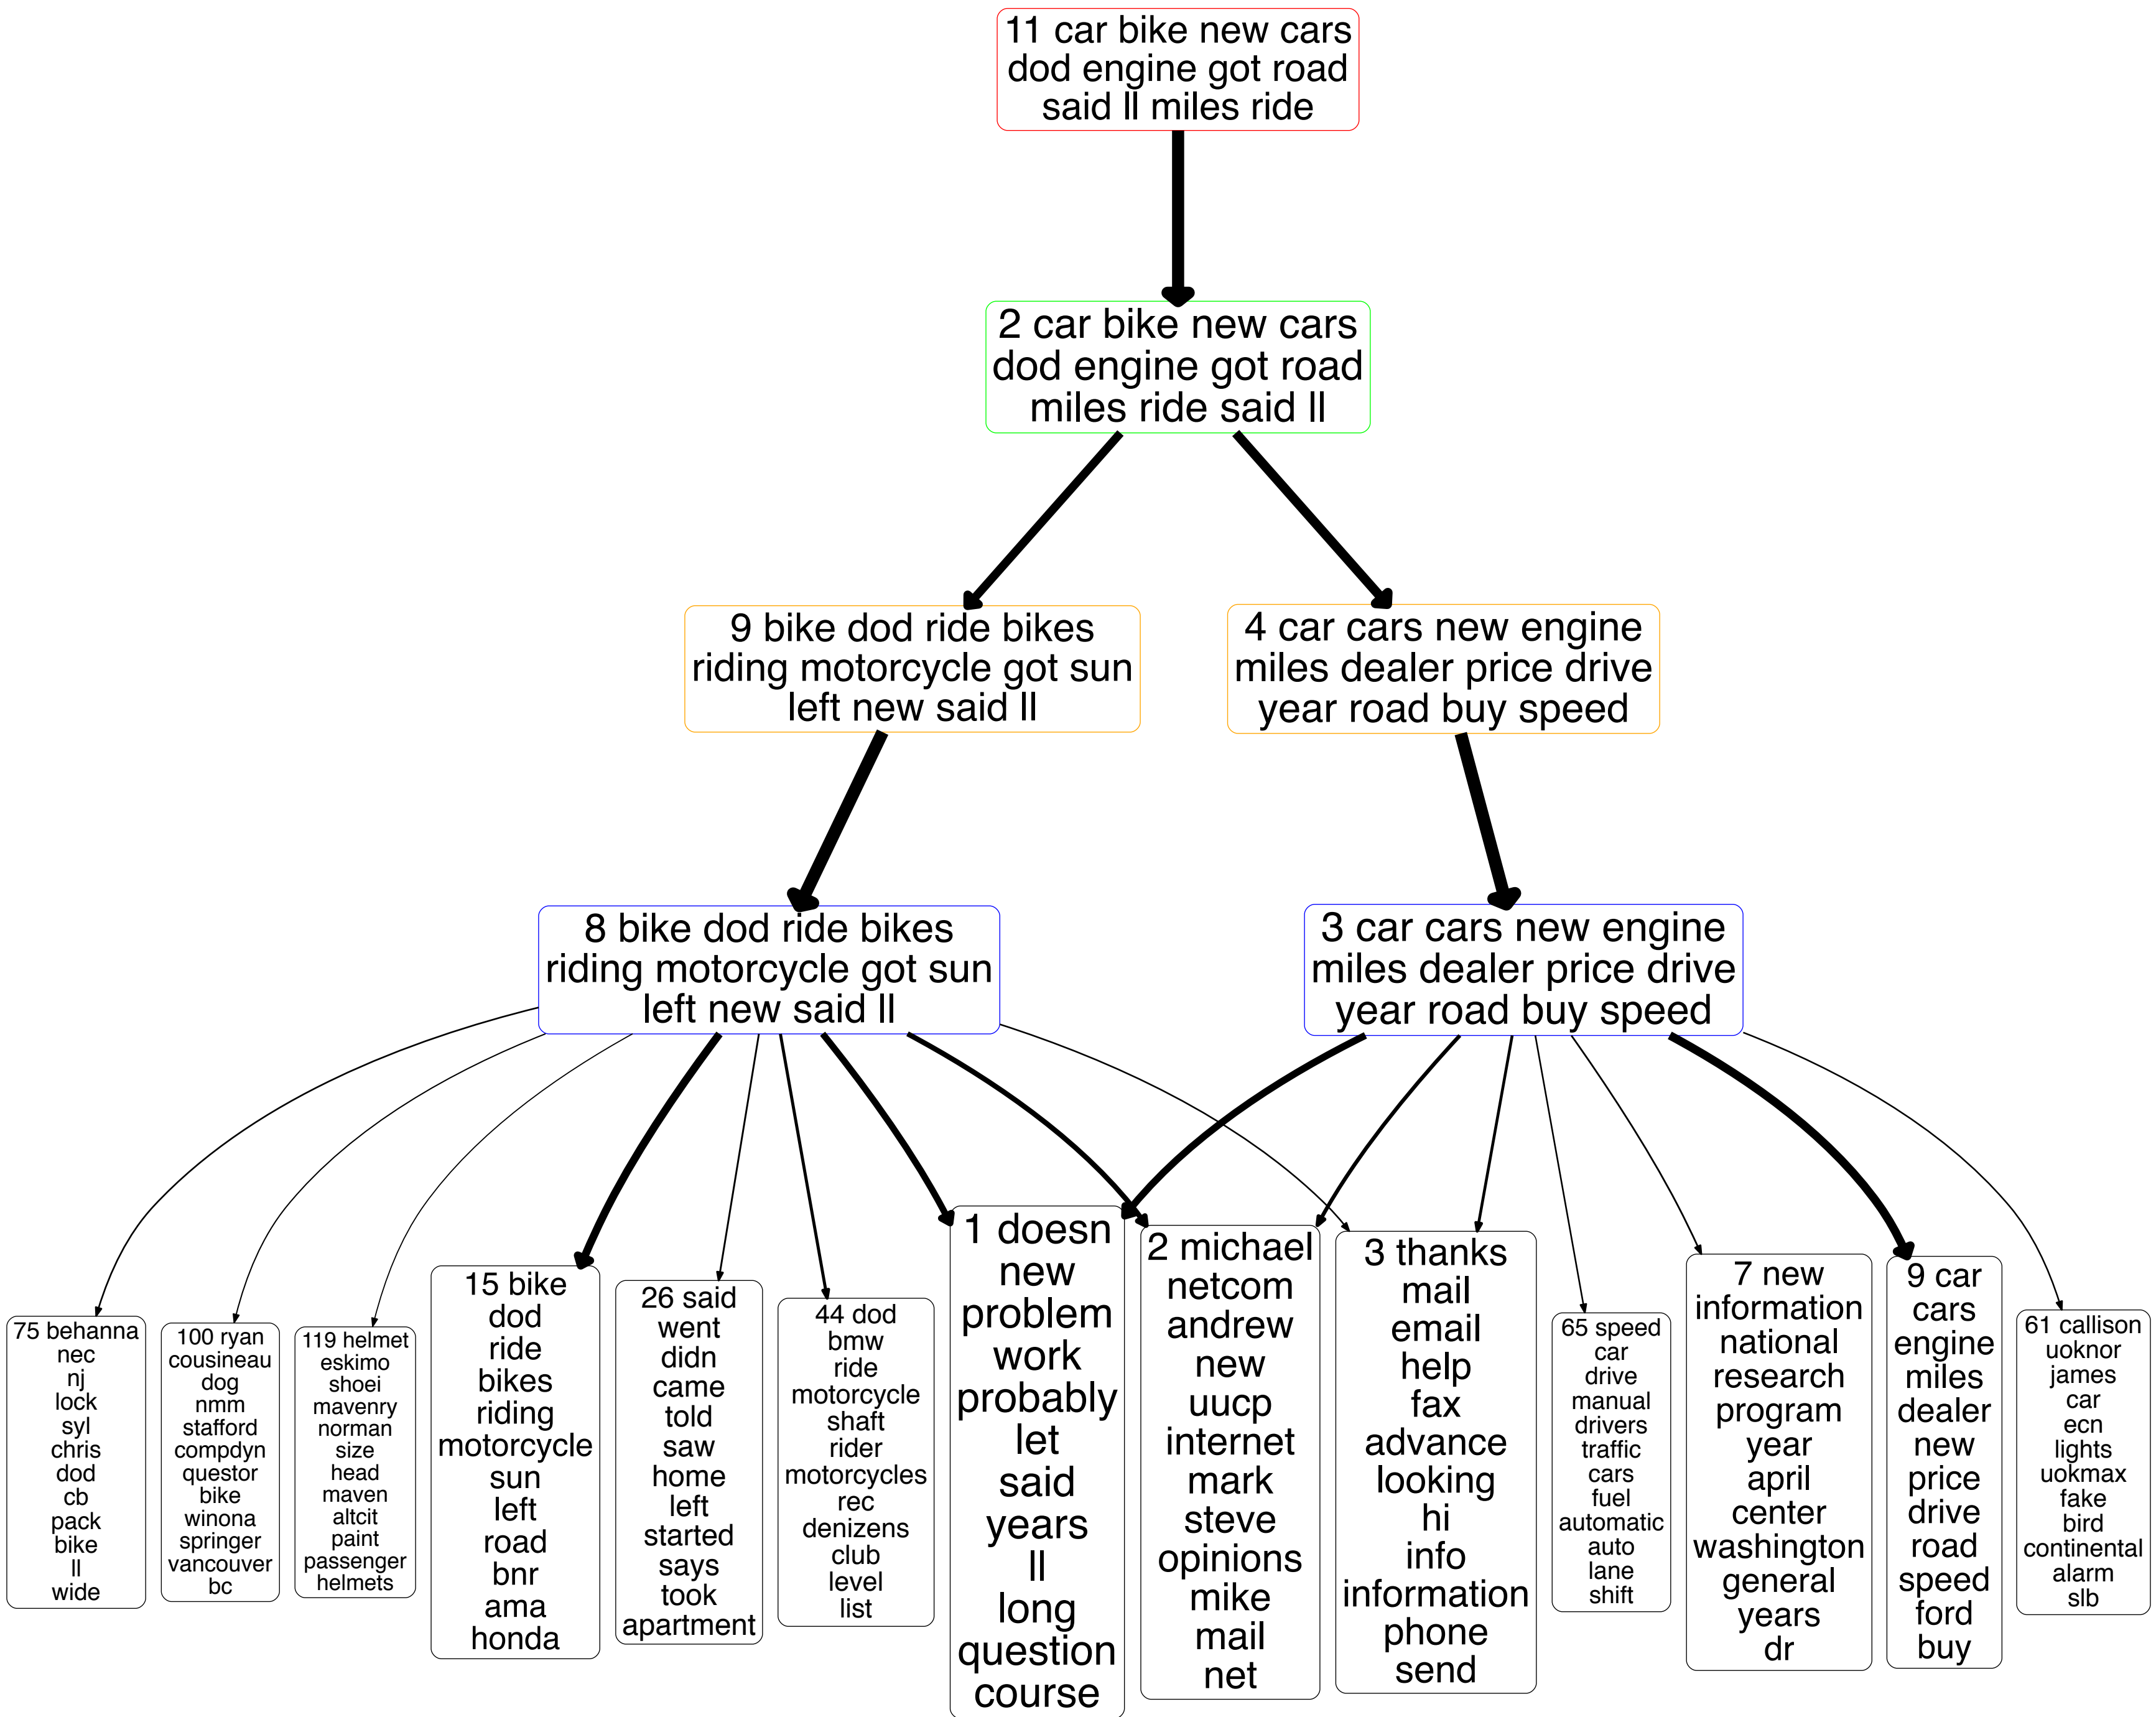 11 car bike new cars
dod engine got road
said ll miles ride
2 car bike new cars
dod engine got road
miles ride said ll
9 bike dod ride bikes
riding motorcycle got sun
left new said ll
4 car cars new engine
miles dealer price drive
year road buy speed
8 bike dod ride bikes
riding motorcycle got sun
left new said ll
3 car cars new engine
miles dealer price drive
year road buy speed
75 behanna
nec
nj
lock
syl
chris
dod
cb
pack
bike
ll
wide
100 ryan
cousineau
dog
nmm
stafford
compdyn
questor
bike
winona
springer
vancouver
bc
119 helmet
eskimo
shoei
mavenry
norman
size
head
maven
altcit
paint
passenger
helmets
15 bike
dod
ride
bikes
riding
motorcycle
sun
left
road
bnr
ama
honda
26 said
went
didn
came
told
saw
home
left
started
says
took
apartment
44 dod
bmw
ride
motorcycle
shaft
rider
motorcycles
rec
denizens
club
level
list
1 doesn
new
problem
work
probably
let
said
years
ll
long
question
course
2 michael
netcom
andrew
new
uucp
internet
mark
steve
opinions
mike
mail
net
3 thanks
mail
email
help
fax
advance
looking
hi
info
information
phone
send
65 speed
car
drive
manual
drivers
traffic
cars
fuel
automatic
auto
lane
shift
7 new
information
national
research
program
year
april
center
washington
general
years
dr
9 car
cars
engine
miles
dealer
new
price
drive
road
speed
ford
buy
61 callison
uoknor
james
car
ecn
lights
uokmax
fake
bird
continental
alarm
slb